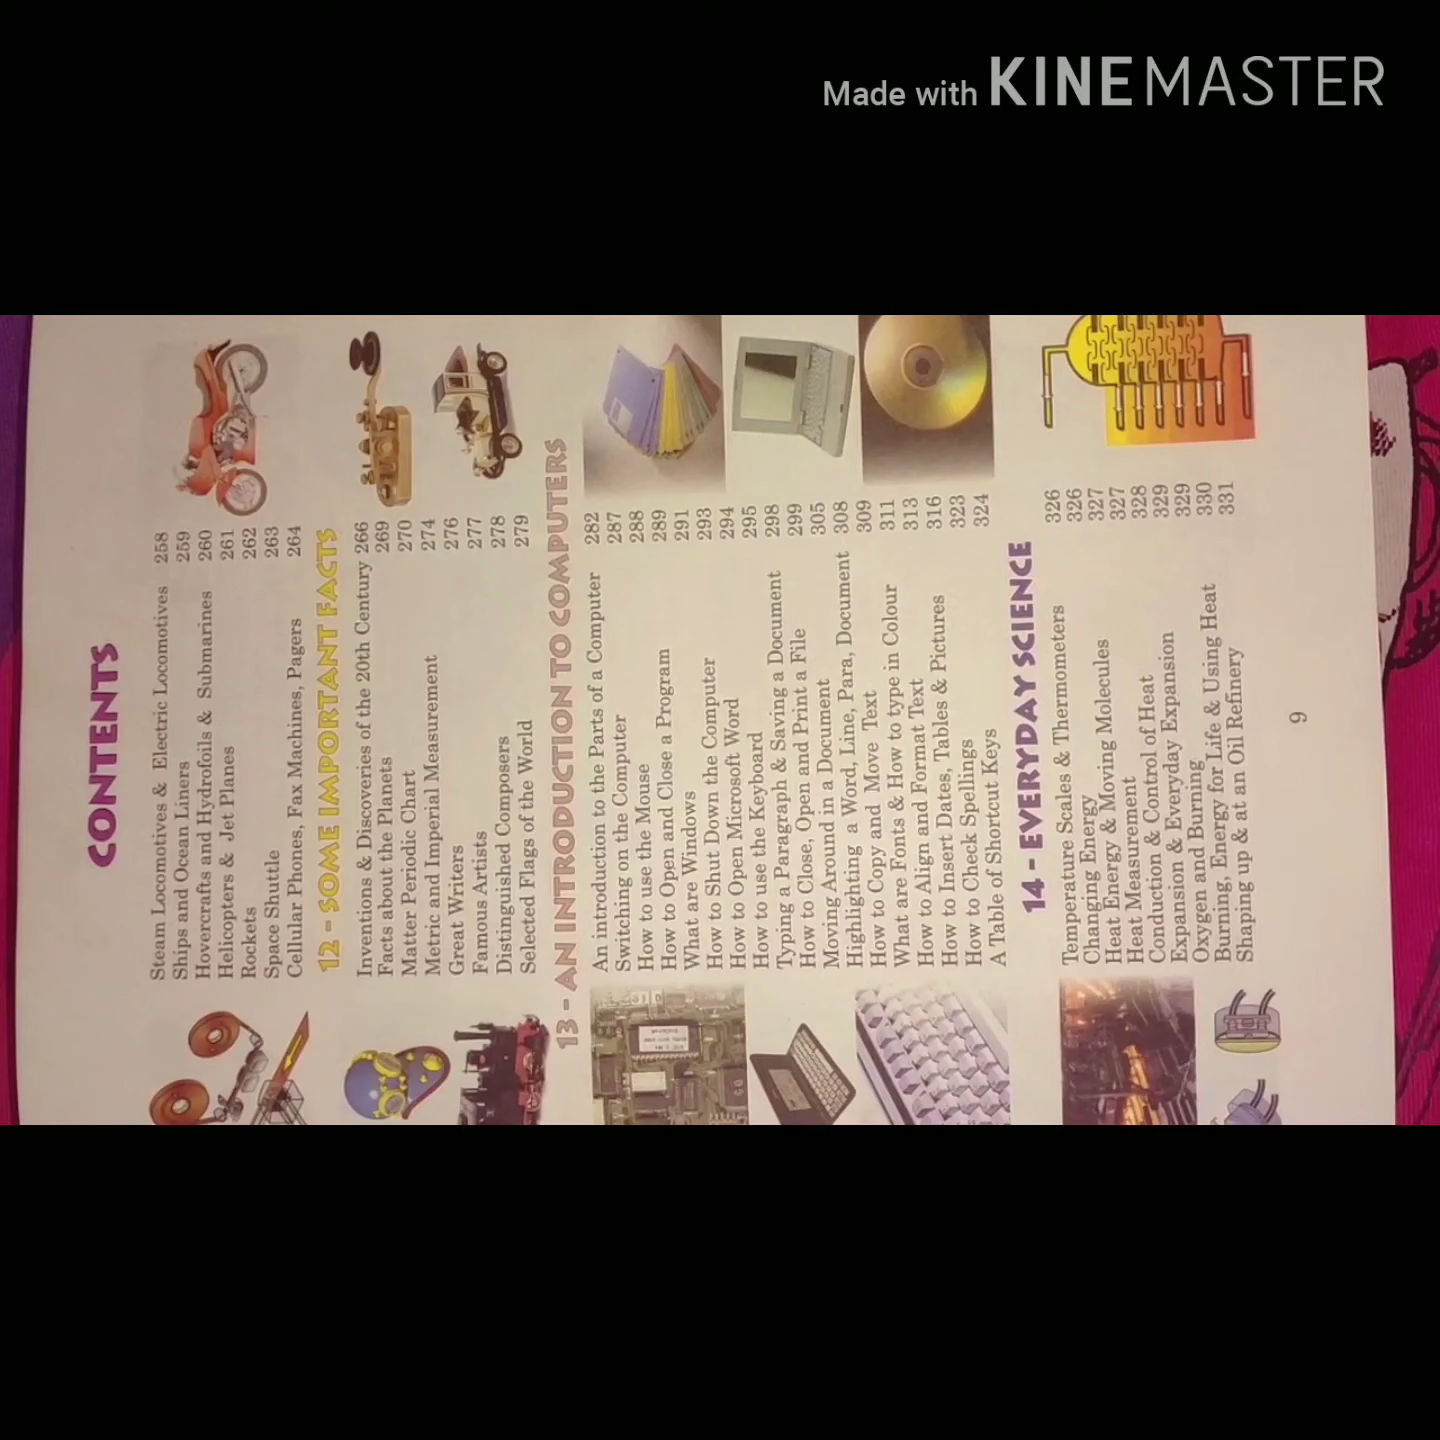 Made with KINEMASTER
CONTENTS
Steam Locomotives & Electric Locomotives 258
Ships and Ocean Liners 259
Hovercrafts and Hydrofoils & Submarines 260
Helicopters & Jet Planes 261
Rockets 262
Space Shuttle 263
Cellular Phones, Fax Machines, Pagers 264
12 - SOME IMPORTANT FACTS
Inventions & Discoveries of the 20th Century 266
Facts about the Planets 269
Matter Periodic Chart 270
Metric and Imperial Measurement 274
Great Writers 276
Famous Artists 277
Distinguished Composers 278
Selected Flags of the World 279
13 - AN INTRODUCTION TO COMPUTERS
An introduction to the Parts of a Computer 282
Switching on the Computer 287
How to use the Mouse 288
How to Open and Close a Program 289
What are Windows 291
How to Shut Down the Computer 293
How to Open Microsoft Word 294
How to use the Keyboard 295
Typing a Paragraph & Saving a Document 298
How to Close, Open and Print a File 299
Moving Around in a Document 305
Highlighting a Word, Line, Para, Document 308
How to Copy and Move Text 309
What are Fonts & How to type in Colour 311
How to Align and Format Text 313
How to Insert Dates, Tables & Pictures 316
How to Check Spellings 323
A Table of Shortcut Keys 324
14 - EVERYDAY SCIENCE
Temperature Scales & Thermometers 326
Changing Energy 326
Heat Energy & Moving Molecules 327
Heat Measurement 327
Conduction & Control of Heat 328
Expansion & Everyday Expansion 329
Oxygen and Burning 329
Burning, Energy for Life & Using Heat 330
Shaping up & at an Oil Refinery 331
9